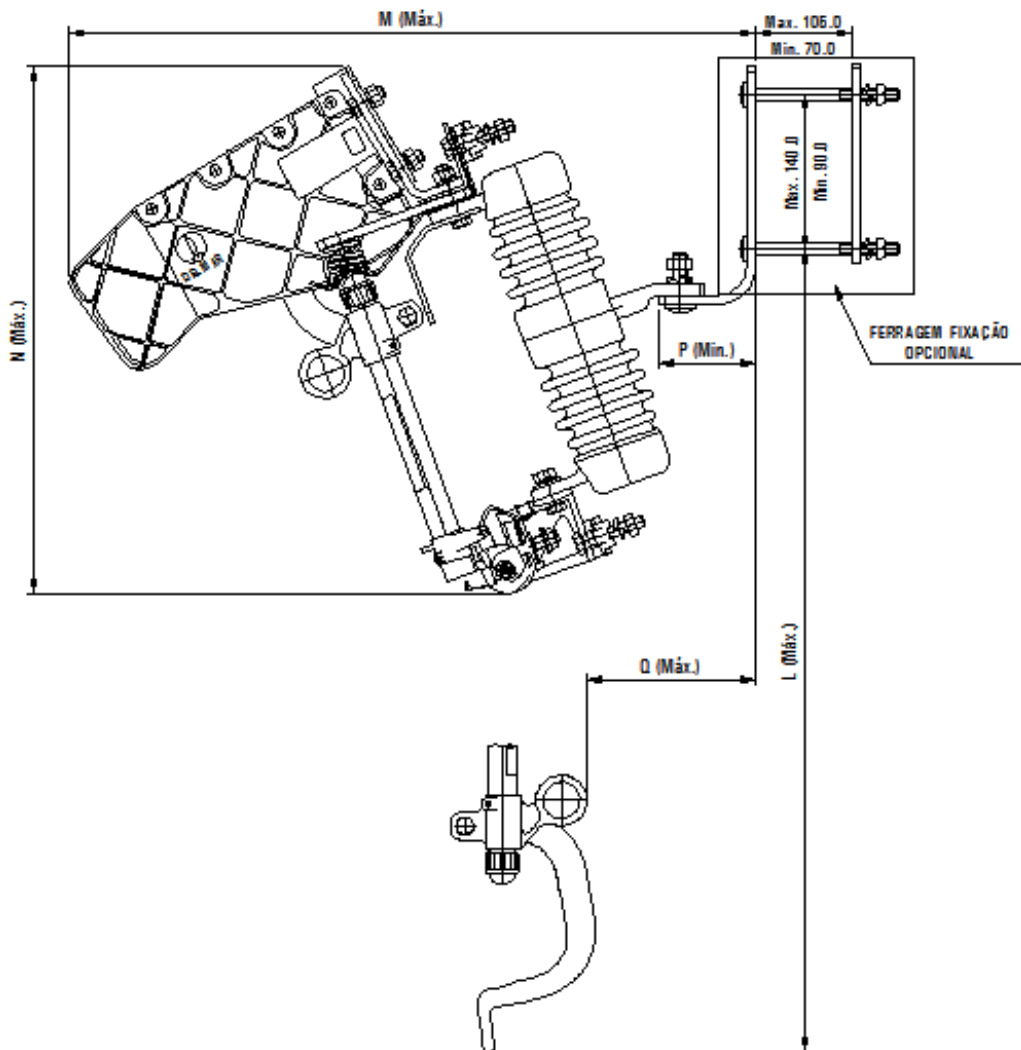 M (Máx.)
Max. 106.0
Min. 70.0
Max. 140.0
Min. 90.0
N (Máx.)
DELMAR
P (Min.)
FERRAGEM FIXAÇÃO
OPCIONAL
Q (Máx.)
L (Máx.)